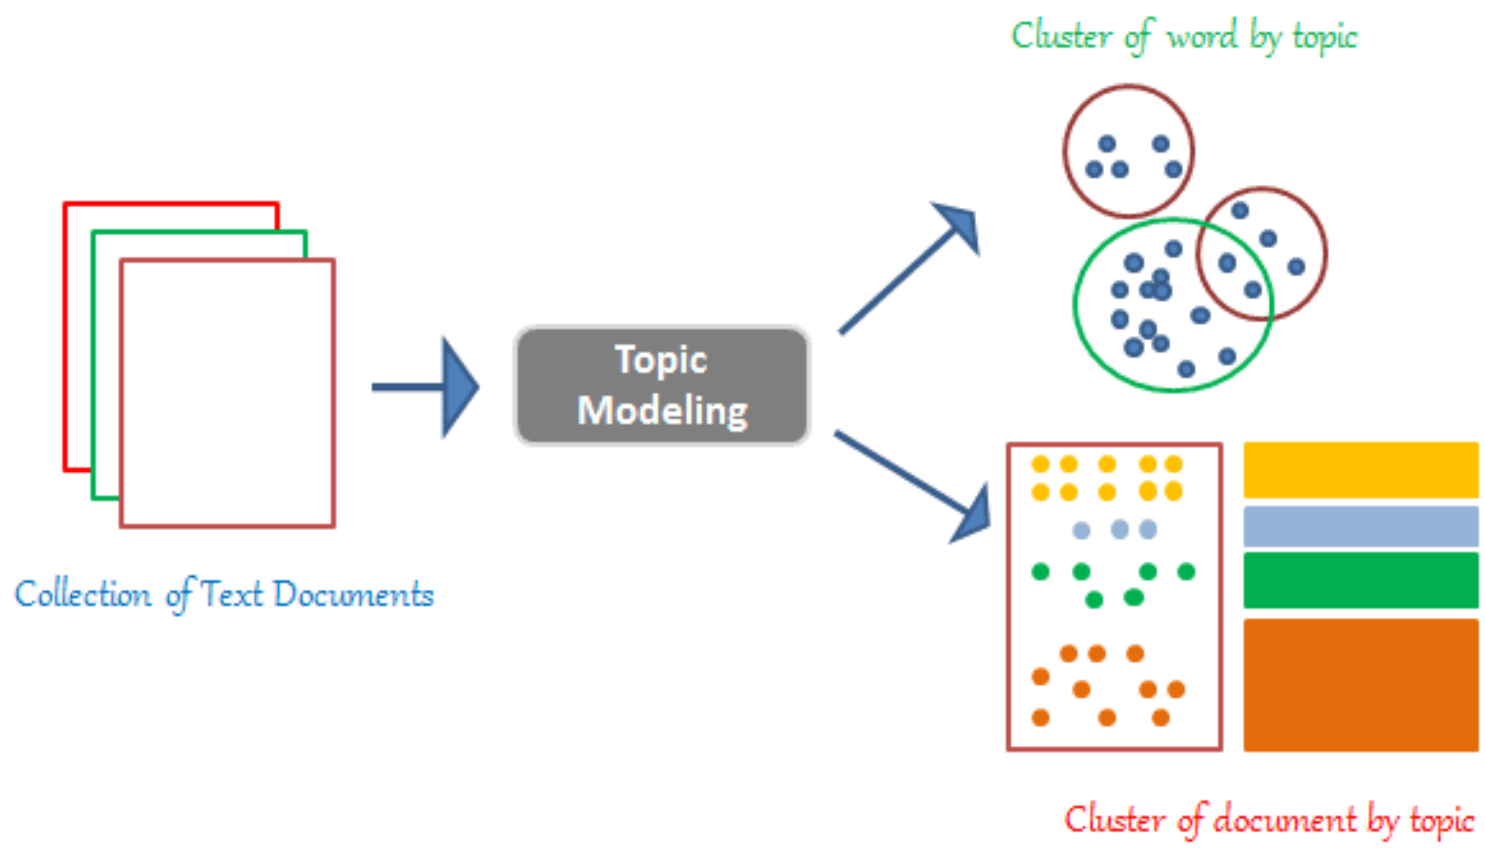 Cluster of word by topic
Topic
Modeling
Collection of Text Documents
Cluster of document by topic